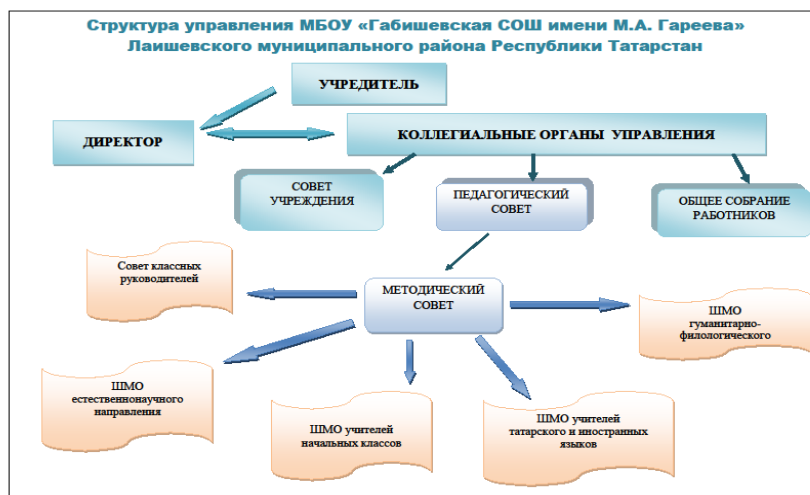 Структура управления МБОУ «Габишевская СОШ имени М.А. Гареева»
Лаишевского муниципального района Республики Татарстан
УЧРЕДИТЕЛЬ
ДИРЕКТОР
КОЛЛЕГИАЛЬНЫЕ ОРГАНЫ УПРАВЛЕНИЯ
СОВЕТ
УЧРЕЖДЕНИЯ
ПЕДАГОГИЧЕСКИЙ
СОВЕТ
ОБЩЕЕ СОБРАНИЕ
РАБОТНИКОВ
Совет классных
руководителей
МЕТОДИЧЕСКИЙ
СОВЕТ
ШМО
гуманитарно-
филологического
ШМО
естественнонаучного
направления
ШМО учителей
начальных классов
ШМО учителей
татарского и иностранных
языков